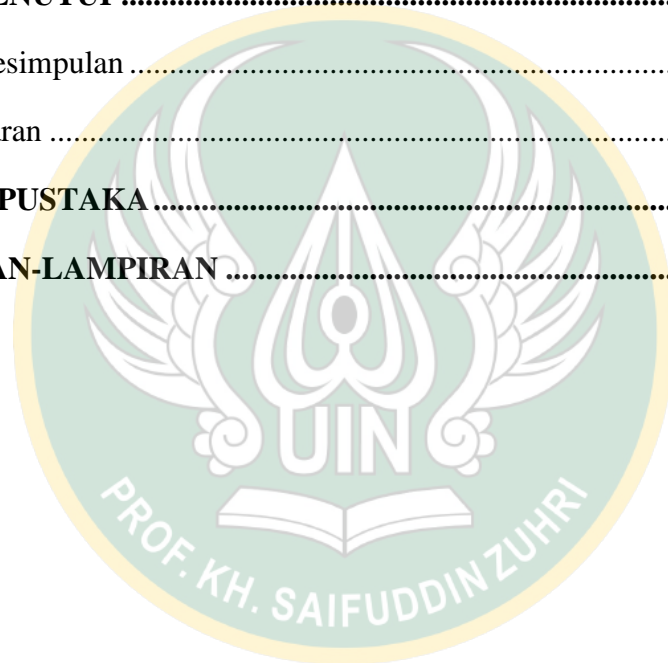 ENUTUP ................................................................
esimpulan ................................................................
ran ................................................................
PUSTAKA ................................................................
AN-LAMPIRAN ................................................................
UIN
PROF. KH. SAIFUDDIN ZUHRI